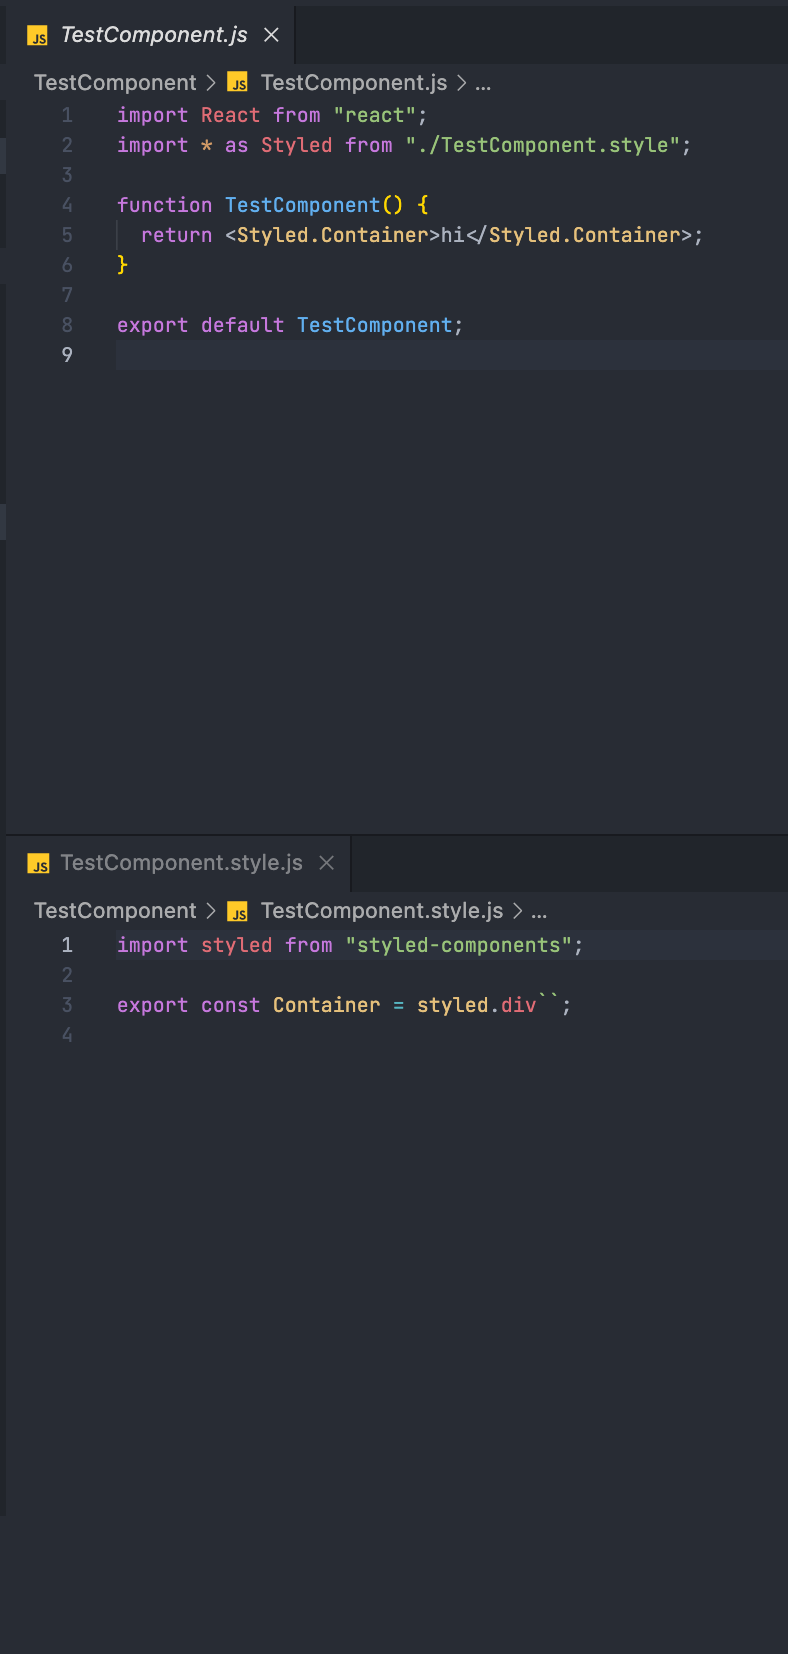 JS TestComponent.js ×
TestComponent > JS TestComponent.js > ...
1 import React from "react";
2 import * as Styled from "./TestComponent.style";
3
4 function TestComponent() {
5   return <Styled.Container>hi</Styled.Container>;
6 }
7
8 export default TestComponent;
9
JS TestComponent.style.js ×
TestComponent > JS TestComponent.style.js > ...
1 import styled from "styled-components";
2
3 export const Container = styled.div``;
4